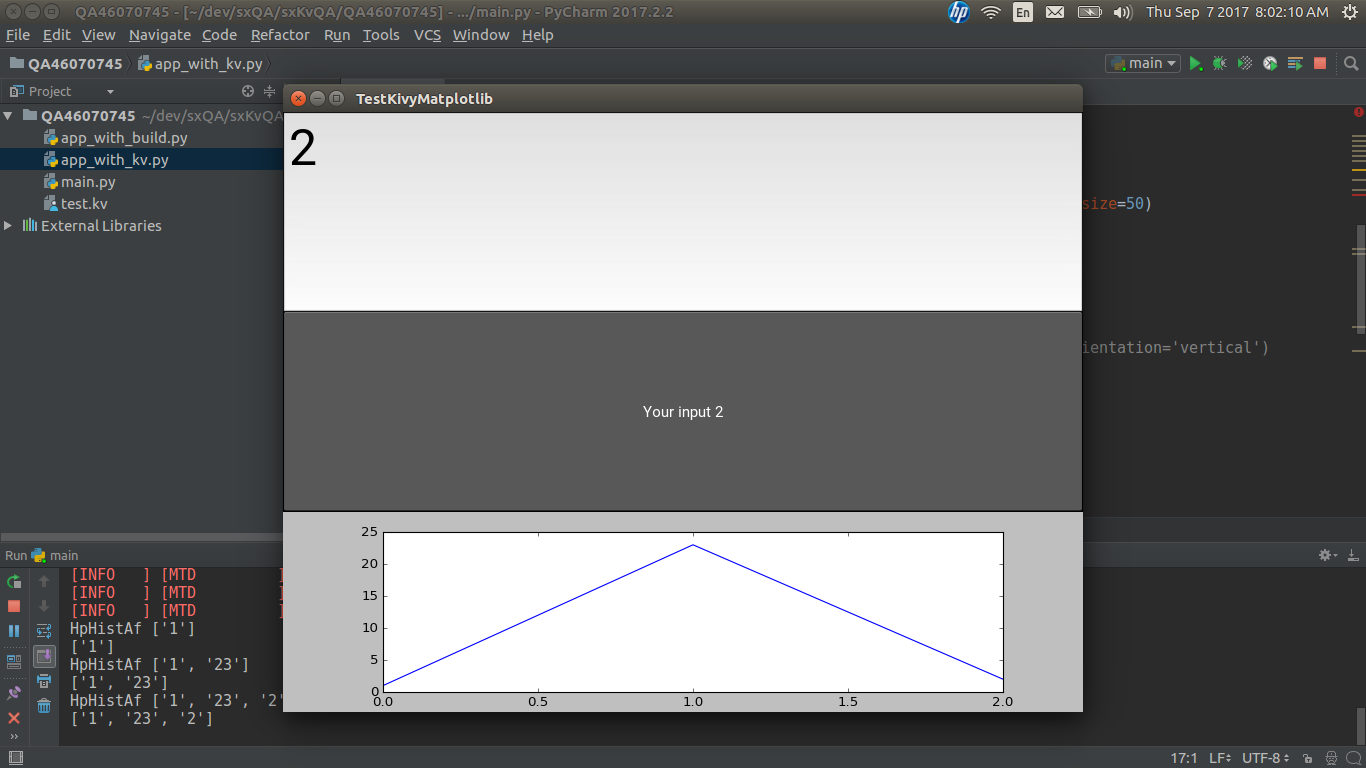 QA46070745 - [~/dev/sxQA/sxKvQA/QA46070745] - .../main.py - PyCharm 2017.2.2
hp En Thu Sep 7 2017 8:02:10 AM
File Edit View Navigate Code Refactor Run Tools VCS Window Help
QA46070745 app_with_kv.py main
Project
TestKivyMatplotlib
QA46070745 ~/dev/sxQA/sxKvQA
app_with_build.py
app_with_kv.py
main.py
test.kv
External Libraries
2
size=50)
ientation='vertical')
Your input 2
25
20
15
10
5
0
0.0 0.5 1.0 1.5 2.0
Run main
[INFO ] [MTD ]
[INFO ] [MTD ]
[INFO ] [MTD ]
HpHistAf ['1']
['1']
HpHistAf ['1', '23']
['1', '23']
HpHistAf ['1', '23', '2'
['1', '23', '2']
17:1 LF UTF-8